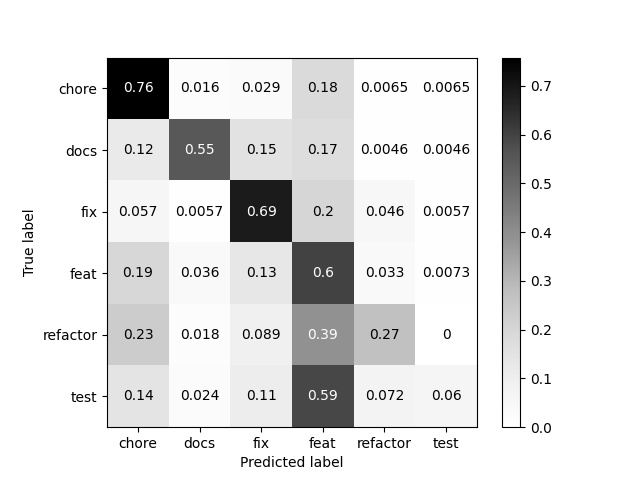 chore 0.76 0.016 0.029 0.18 0.0065 0.0065
docs 0.12 0.55 0.15 0.17 0.0046 0.0046
fix 0.057 0.0057 0.69 0.2 0.046 0.0057
feat 0.19 0.036 0.13 0.6 0.033 0.0073
refactor 0.23 0.018 0.089 0.39 0.27 0
test 0.14 0.024 0.11 0.59 0.072 0.06
chore docs fix feat refactor test
Predicted label
True label
0.7
0.6
0.5
0.4
0.3
0.2
0.1
0.0